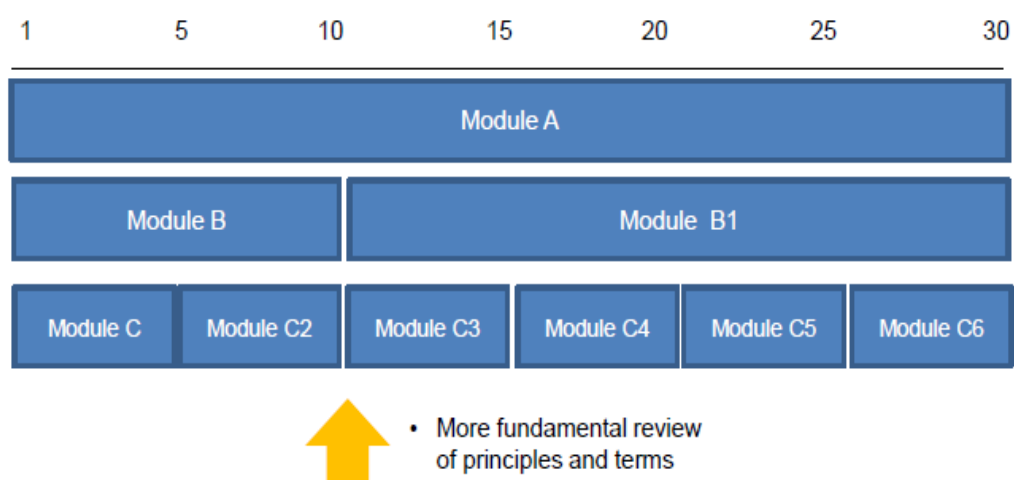 1 5 10 15 20 25 30
Module A
Module B Module B1
Module C Module C2 Module C3 Module C4 Module C5 Module C6
• More fundamental review
of principles and terms